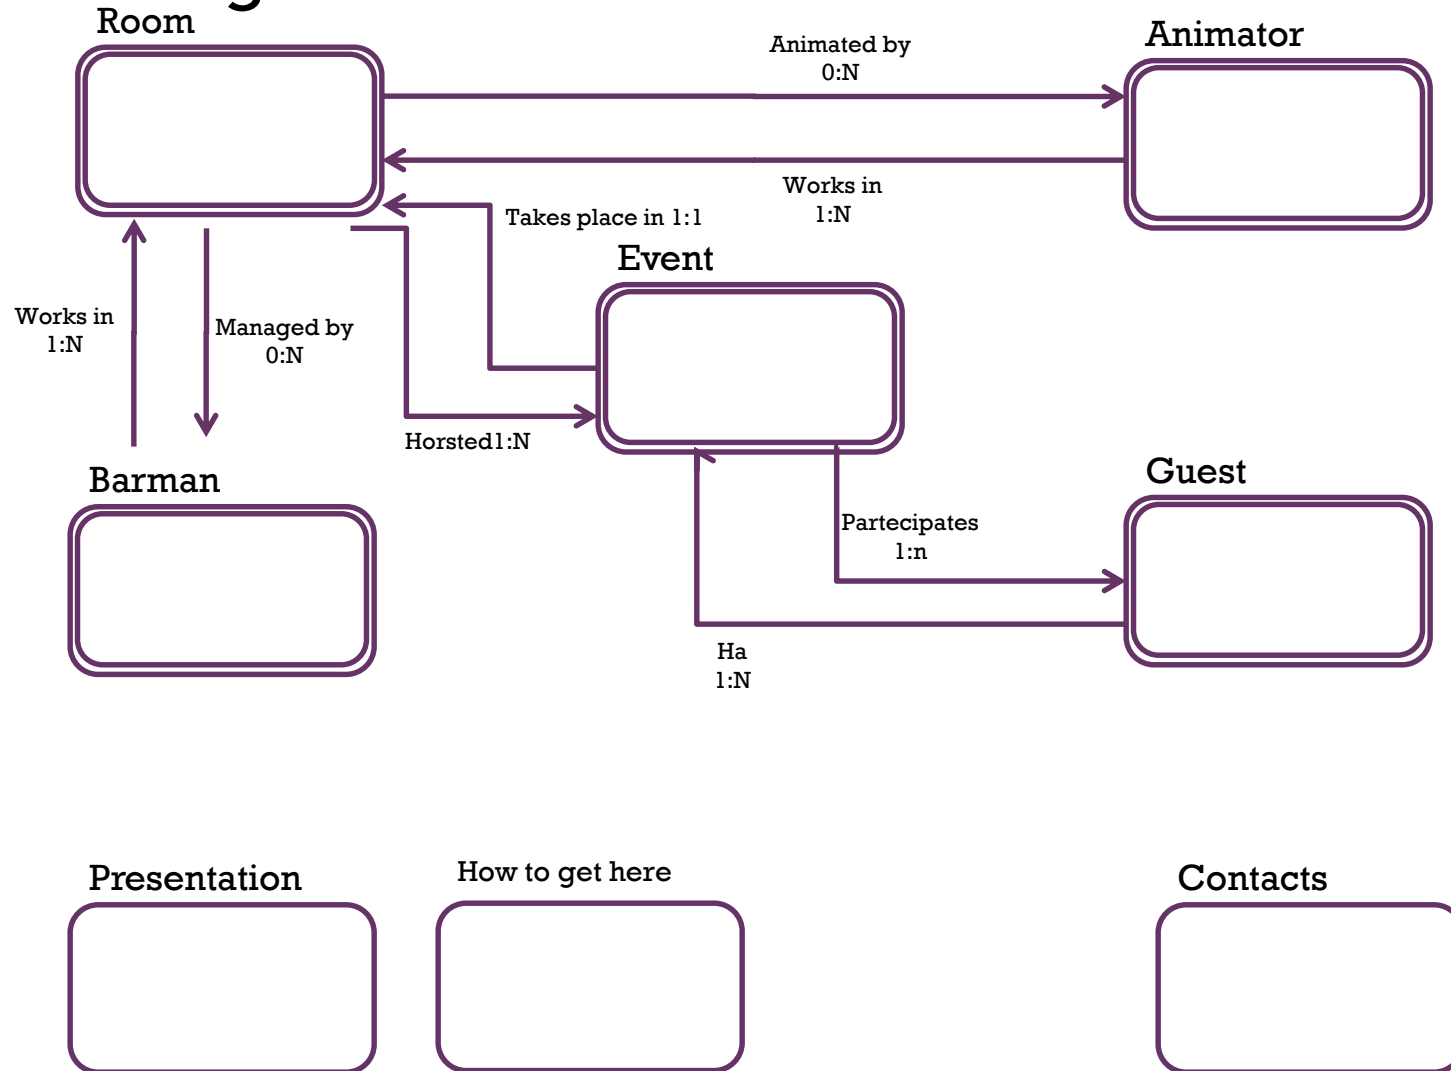 Room
Animator
Animated by
0:N
Works in
1:N
Takes place in 1:1
Event
Works in
1:N
Managed by
0:N
Horsted1:N
Barman
Guest
Partecipates
1:n
Ha
1:N
Presentation
How to get here
Contacts